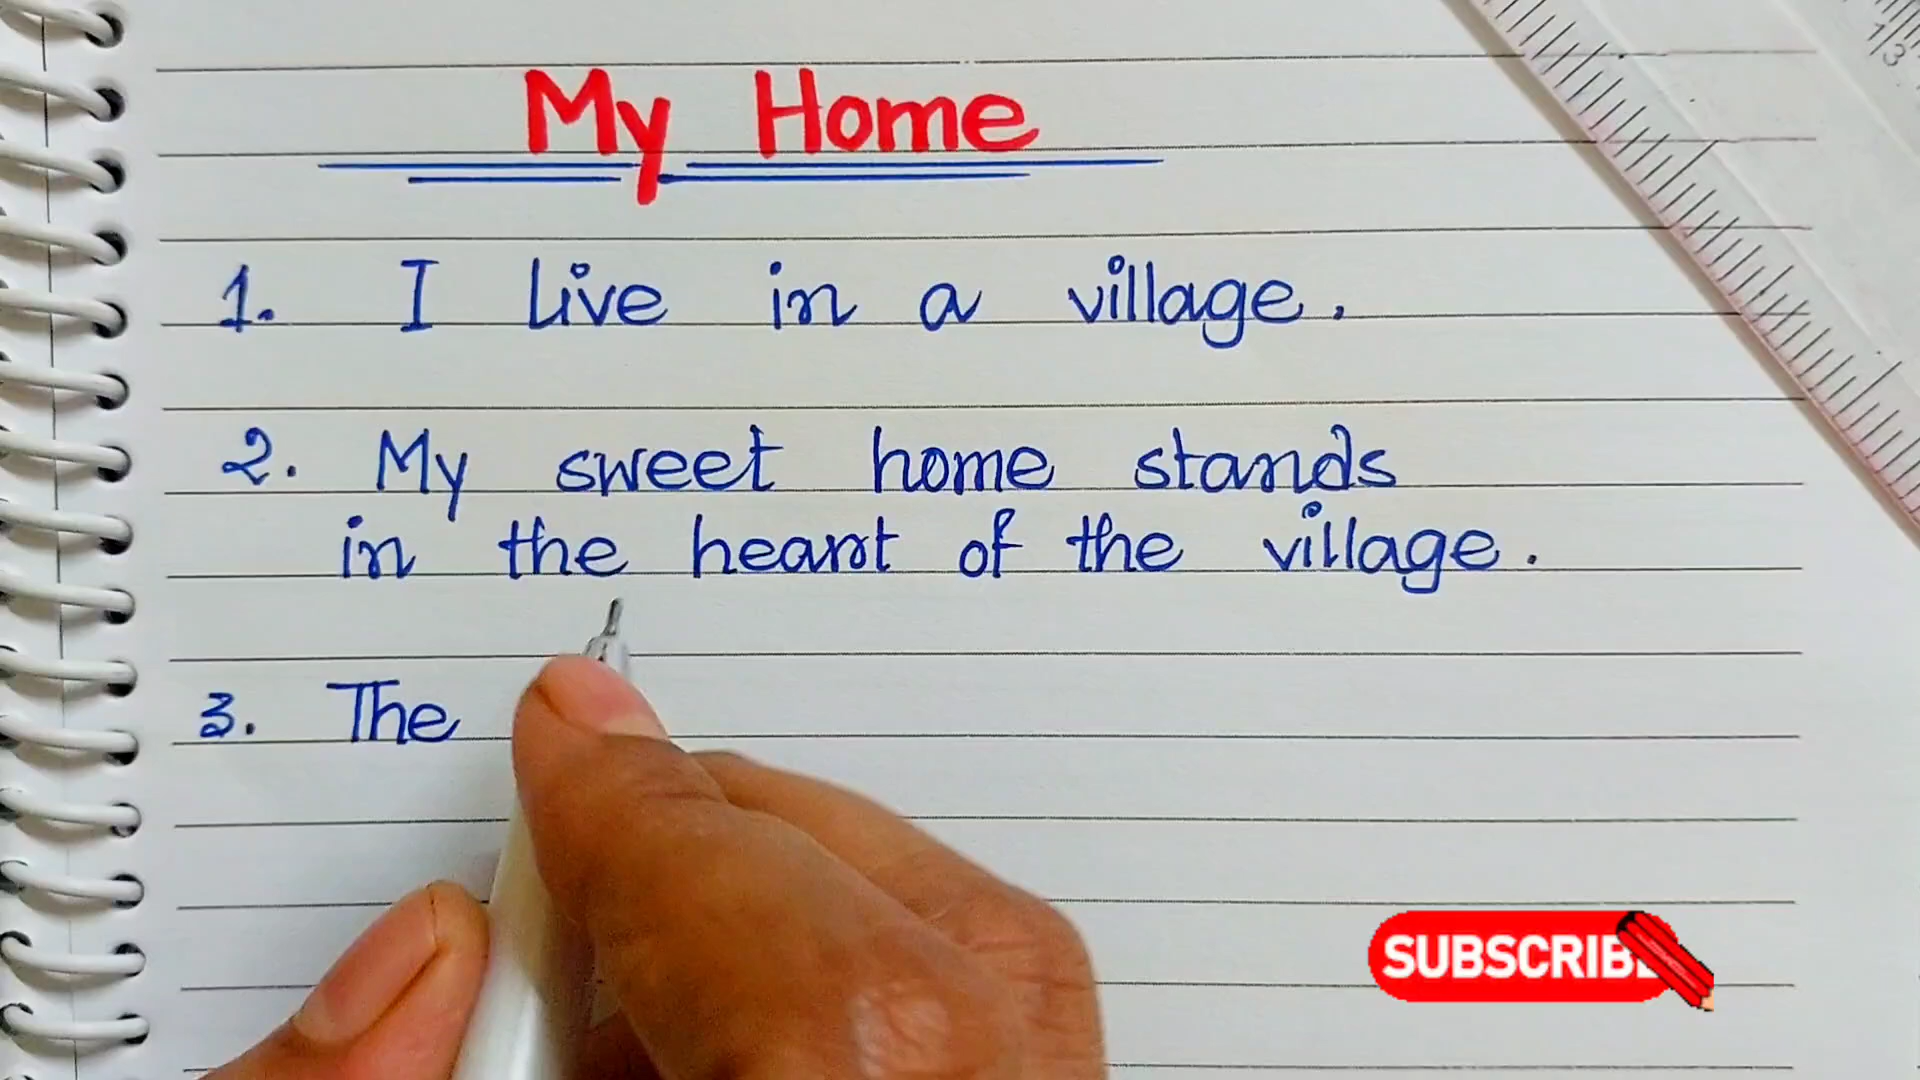 My Home
1. I live in a village.
2. My sweet home stands
in the heart of the village.
3. The
SUBSCRIBE